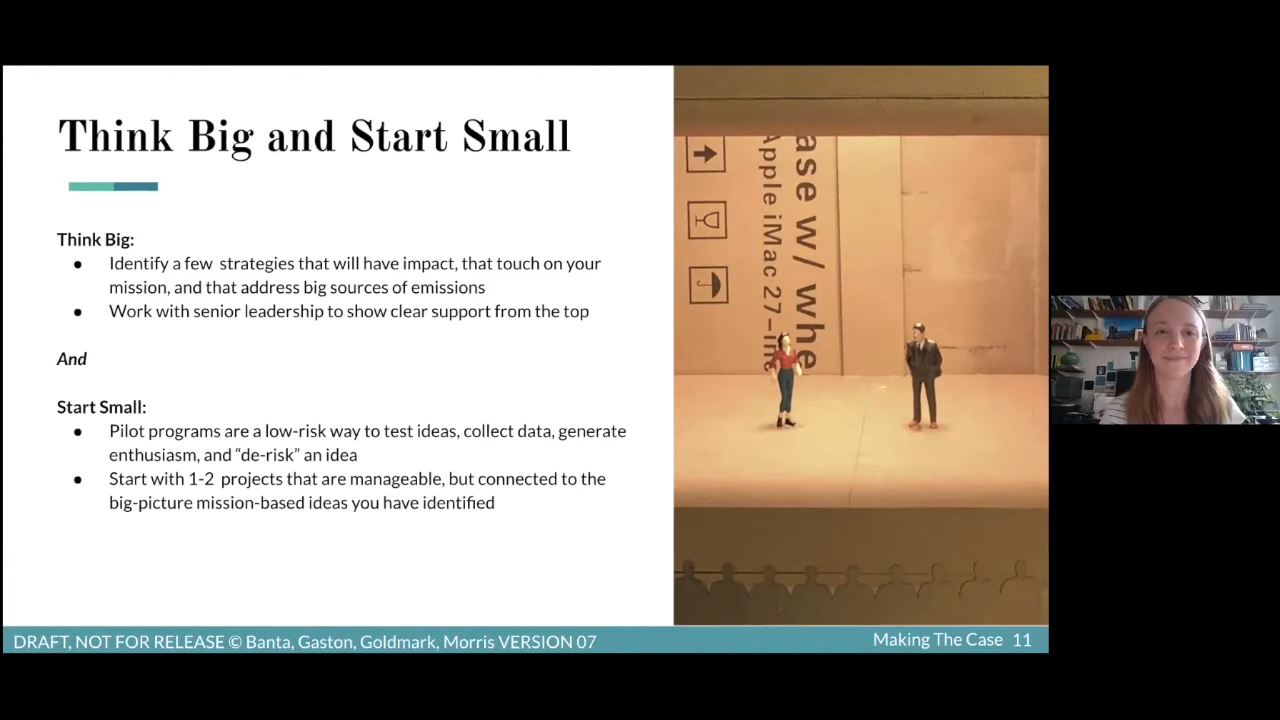 Think Big and Start Small
Think Big:
● Identify a few strategies that will have impact, that touch on your
mission, and that address big sources of emissions
● Work with senior leadership to show clear support from the top
And
Start Small:
● Pilot programs are a low-risk way to test ideas, collect data, generate
enthusiasm, and “de-risk” an idea
● Start with 1-2 projects that are manageable, but connected to the
big-picture mission-based ideas you have identified
ase w/ whe
Apple iMac 27-in
DRAFT, NOT FOR RELEASE © Banta, Gaston, Goldmark, Morris VERSION 07
Making The Case 11